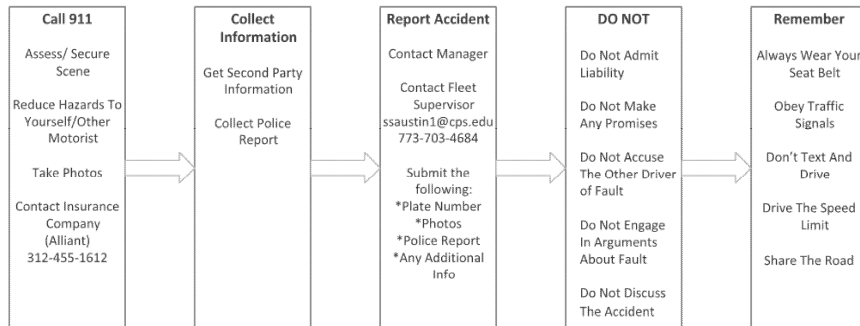 Call 911
Assess/ Secure
Scene
Reduce Hazards To
Yourself/Other
Motorist
Take Photos
Contact Insurance
Company
(Alliant)
312-455-1612
Collect
Information
Get Second Party
Information
Collect Police
Report
Report Accident
Contact Manager
Contact Fleet
Supervisor
ssaustin1@cps.edu
773-703-4684
Submit the
following:
*Plate Number
*Photos
*Police Report
*Any Additional
Info
DO NOT
Do Not Admit
Liability
Do Not Make
Any Promises
Do Not Accuse
The Other Driver
of Fault
Do Not Engage
In Arguments
About Fault
Do Not Discuss
The Accident
Remember
Always Wear Your
Seat Belt
Obey Traffic
Signals
Don't Text And
Drive
Drive The Speed
Limit
Share The Road